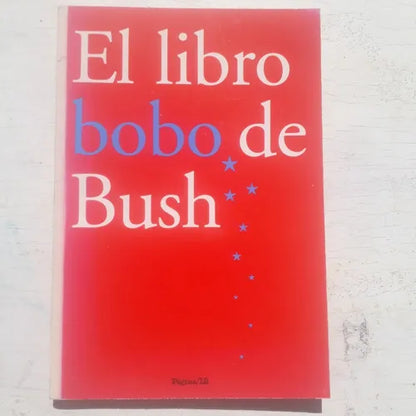 El libro
bobo de
Bush
Página/12